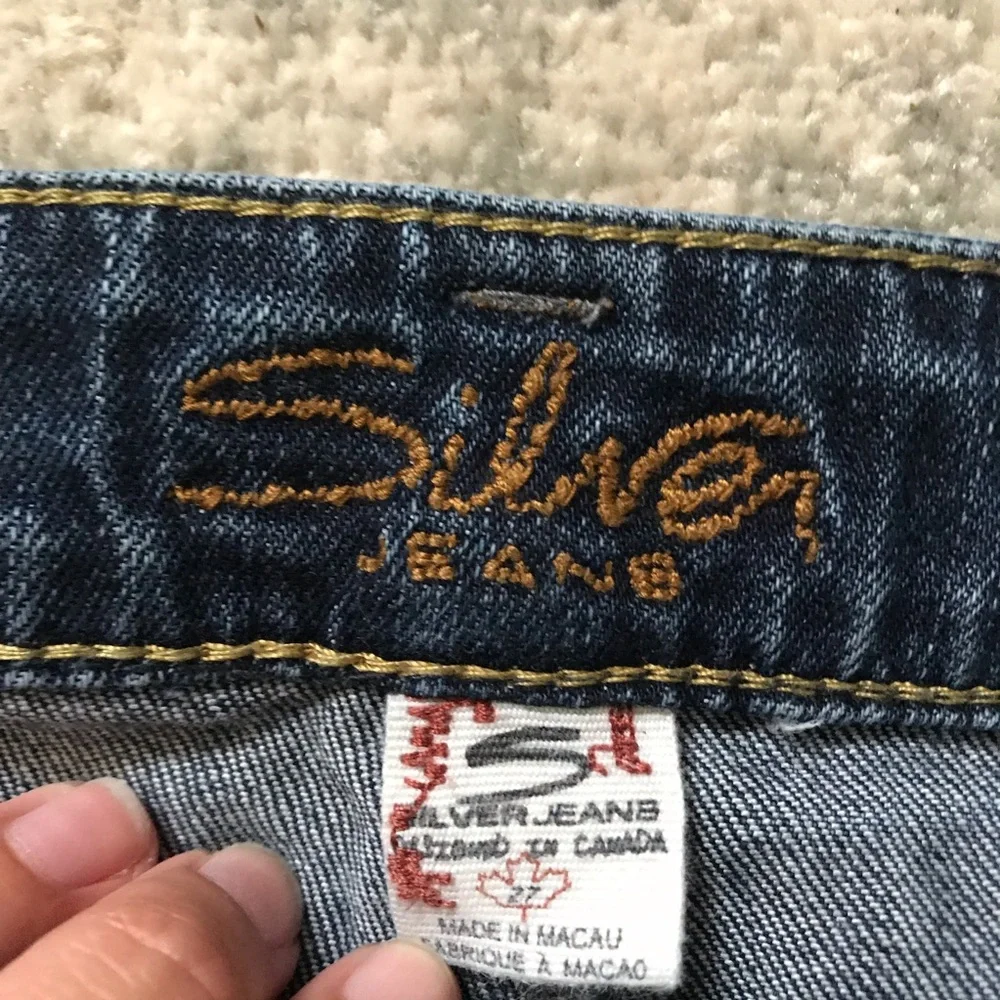 Silver
JEANS
S
SILVER JEANS
DESIGNED IN CANADA
27
MADE IN MACAU
FABRIQUE A MACAO